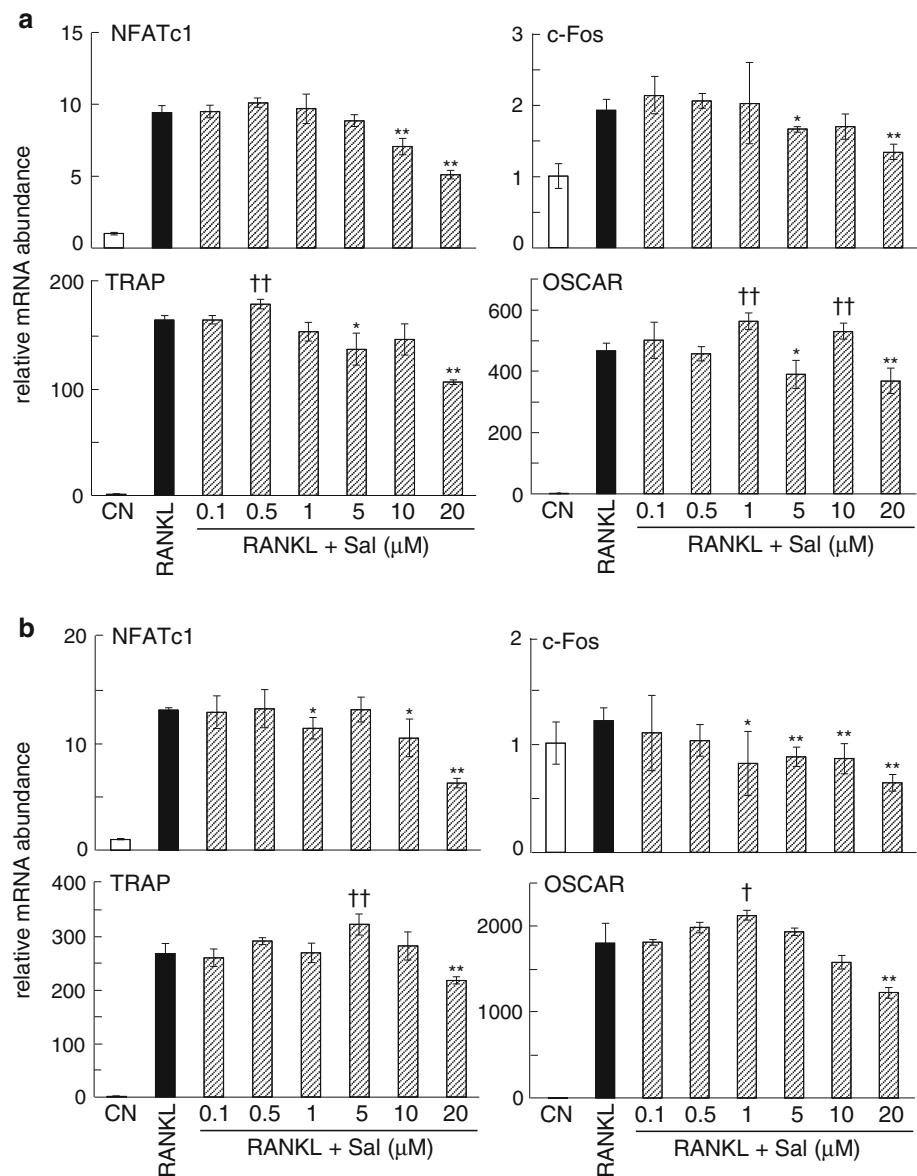 a
NFATc1
c-Fos
15
10
5
0
3
2
1
0
** **
* **
relative mRNA abundance
TRAP
OSCAR
200
100
0
600
400
200
0
†† * **
†† * †† **
CN RANKL 0.1 0.5 1 5 10 20
RANKL + Sal (µM)
CN RANKL 0.1 0.5 1 5 10 20
RANKL + Sal (µM)
b
NFATc1
c-Fos
20
10
0
2
1
0
* * **
* ** ** **
relative mRNA abundance
TRAP
OSCAR
400
300
200
100
0
2000
1000
0
†† **
† **
CN RANKL 0.1 0.5 1 5 10 20
RANKL + Sal (µM)
CN RANKL 0.1 0.5 1 5 10 20
RANKL + Sal (µM)